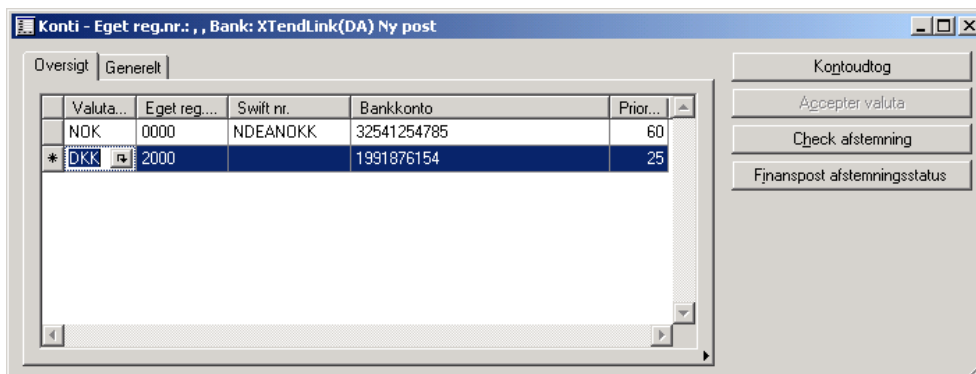 Konti - Eget reg.nr.: , , Bank: XTendLink(DA) Ny post
Oversigt Generelt
Kontoudtog
Accepter valuta
Check afstemning
Finanspost afstemningsstatus
Valuta... Eget reg.... Swift nr. Bankkonto Prior...
NOK 0000 NDEANOKK 32541254785 60
* DKK 2000 1991876154 25